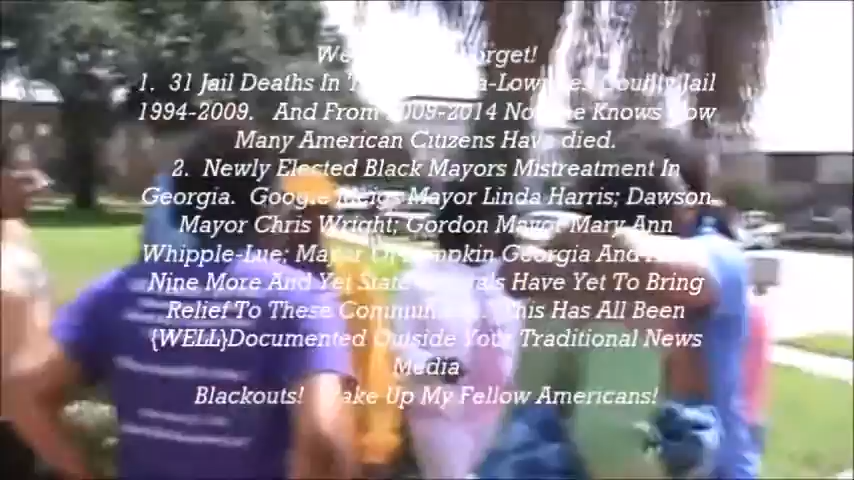 We orget!
1. 31 Jail Deaths In County Jail
1994-2009. And From 2009-2014 No Knows How
Many American Citizens Have died.
2. Newly Elected Black Mayors Mistreatment In
Georgia. Google Meigs Mayor Linda Harris; Dawson
Mayor Chris Wright; Gordon Mayor Mary Ann
Whipple-Lue; Mayor Of Lumpkin Georgia And
Nine More And Yet State Have Yet To Bring
Relief To These This Has All Been
{WELL}Documented Outside Your Traditional News
Media
Blackouts! Wake Up My Fellow Americans!